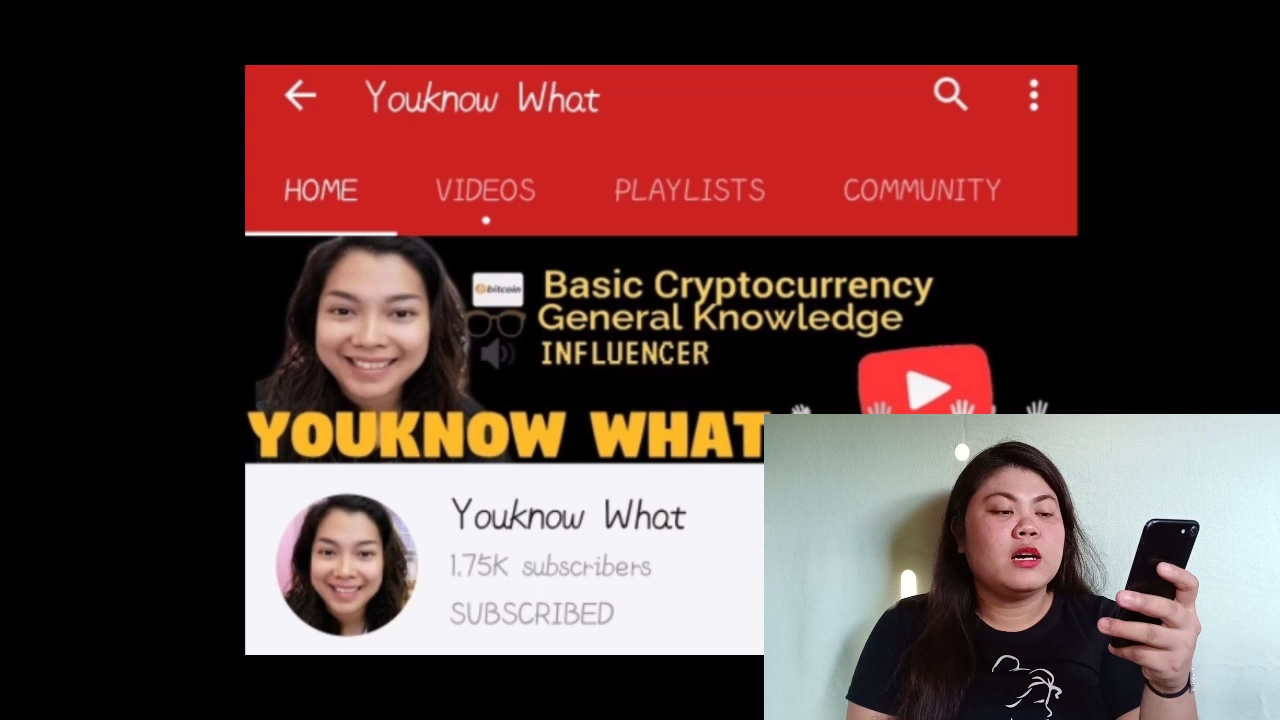 Youknow What
HOME VIDEOS PLAYLISTS COMMUNITY
bitcoin
Basic Cryptocurrency
General Knowledge
INFLUENCER
YOUKNOW WHAT
Youknow What
1.75K subscribers
SUBSCRIBED